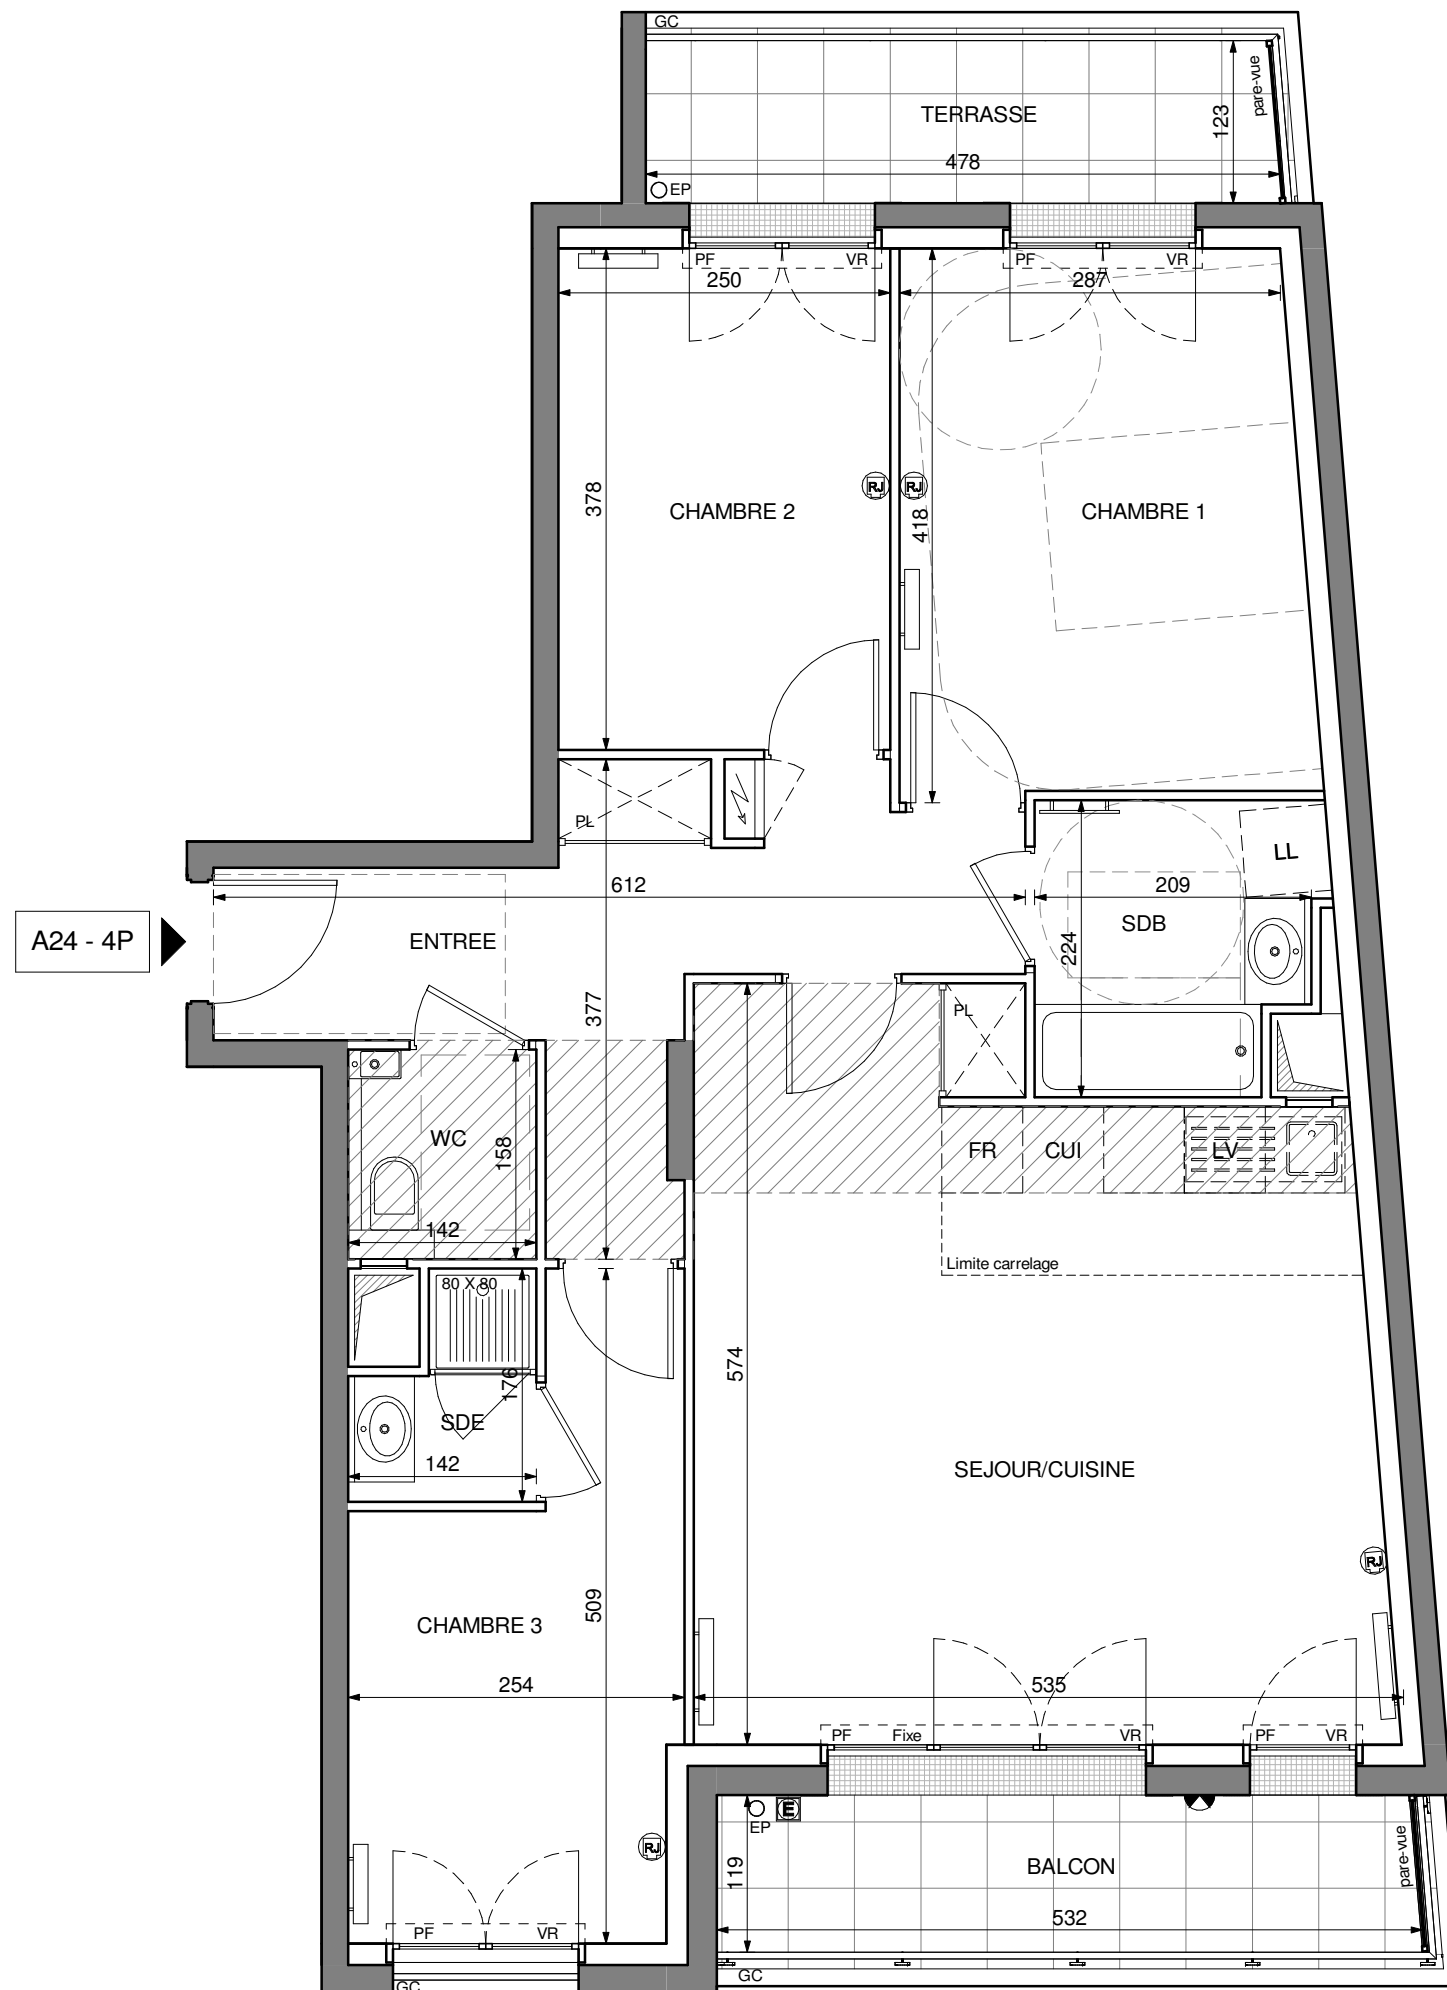 GC
pare-vue
TERRASSE
123
478
EP
PF
VR
PF
VR
250
287
378
RJ
RJ
418
CHAMBRE 2
CHAMBRE 1
PL
LL
612
209
A24 - 4P
ENTREE
SDB
224
377
PL
WC
158
FR
CUI
LV
142
Limite carrelage
80 X 80
574
176
SDE
142
SEJOUR/CUISINE
RJ
509
CHAMBRE 3
254
535
PF
Fixe
VR
PF
VR
EP
E
RJ
119
BALCON
pare-vue
532
PF
VR
GC
GC